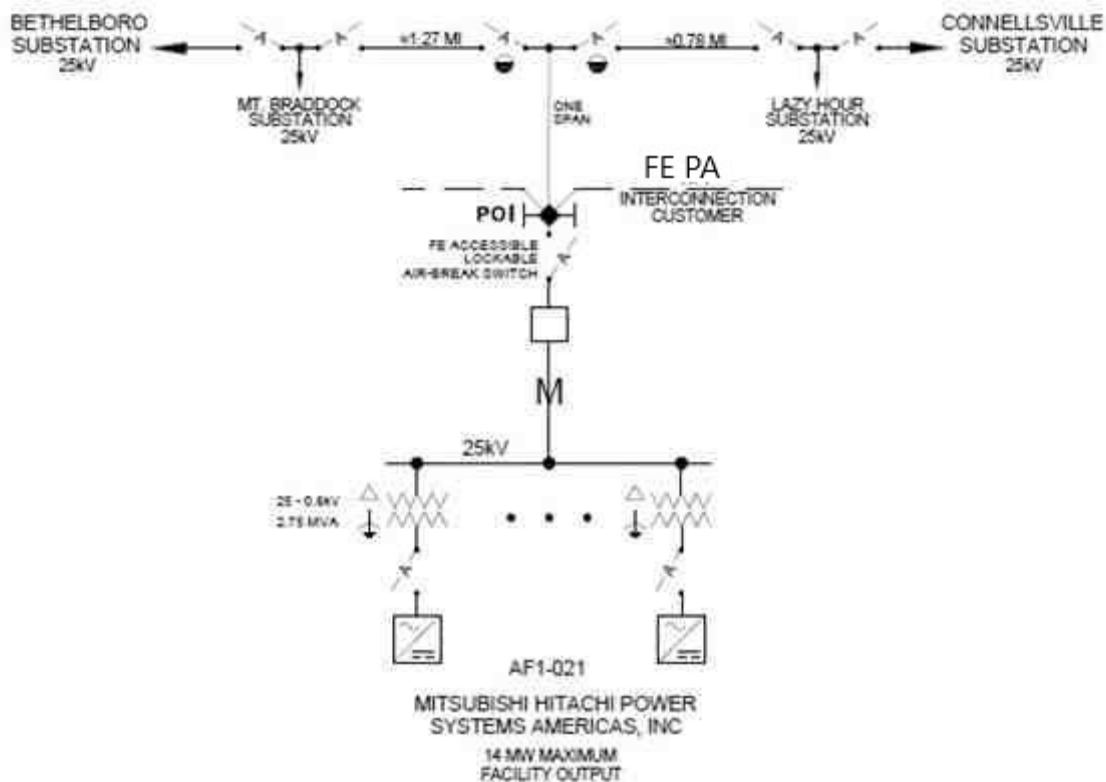 BETHELBORO
SUBSTATION
25kV
≈1.27 MI
≈0.78 MI
CONNELLSVILLE
SUBSTATION
25kV
MT. BRADDOCK
SUBSTATION
25kV
ONE
SPAN
LAZY HOUR
SUBSTATION
25kV
FE PA
INTERCONNECTION
CUSTOMER
POI
FE ACCESSIBLE
LOCKABLE
AIR-BREAK SWITCH
M
25kV
25 - 0.6kV
2.75 MVA
AF1-021
MITSUBISHI HITACHI POWER
SYSTEMS AMERICAS, INC
14 MW MAXIMUM
FACILITY OUTPUT
A
A
A
A
A
A
A
A
A